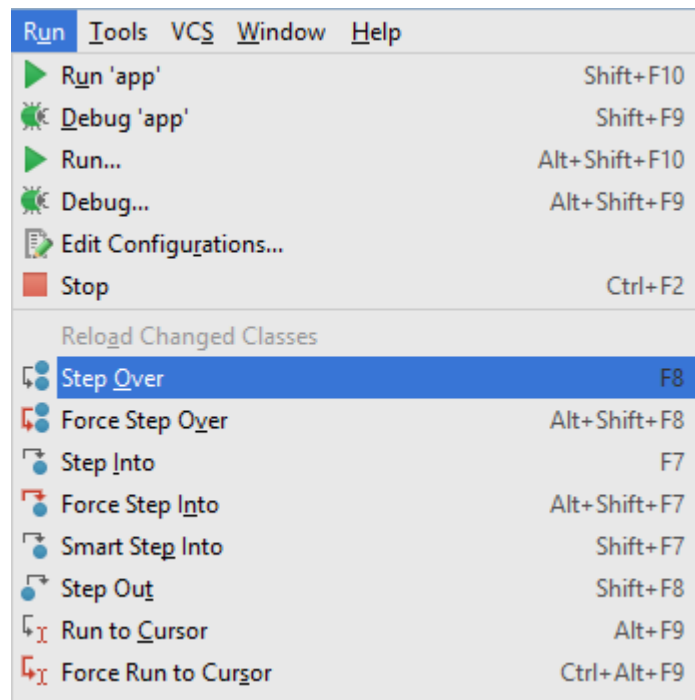 Run Tools VCS Window Help
Run 'app' Shift+F10
Debug 'app' Shift+F9
Run... Alt+Shift+F10
Debug... Alt+Shift+F9
Edit Configurations...
Stop Ctrl+F2
Reload Changed Classes
Step Over F8
Force Step Over Alt+Shift+F8
Step Into F7
Force Step Into Alt+Shift+F7
Smart Step Into Shift+F7
Step Out Shift+F8
Run to Cursor Alt+F9
Force Run to Cursor Ctrl+Alt+F9